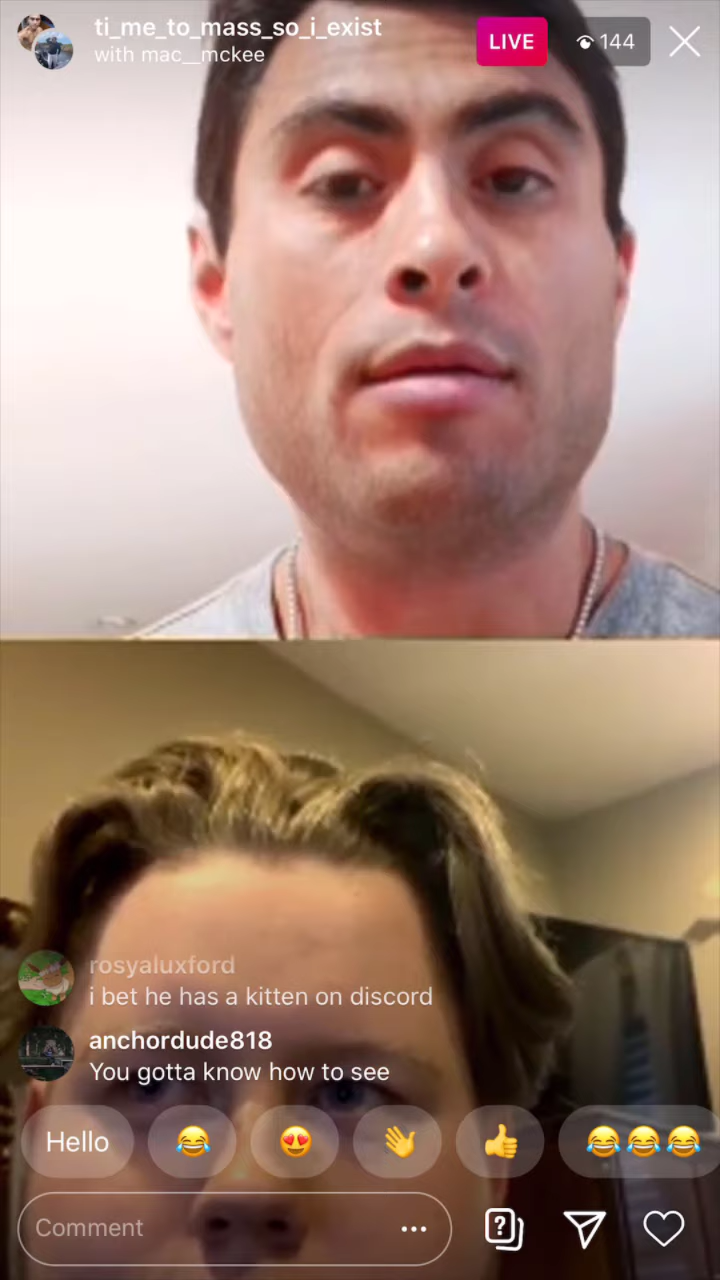 ti_me_to_mass_so_i_exist
with mac__mckee
LIVE
144
rosyaluxford
i bet he has a kitten on discord
anchordude818
You gotta know how to see
Hello
Comment